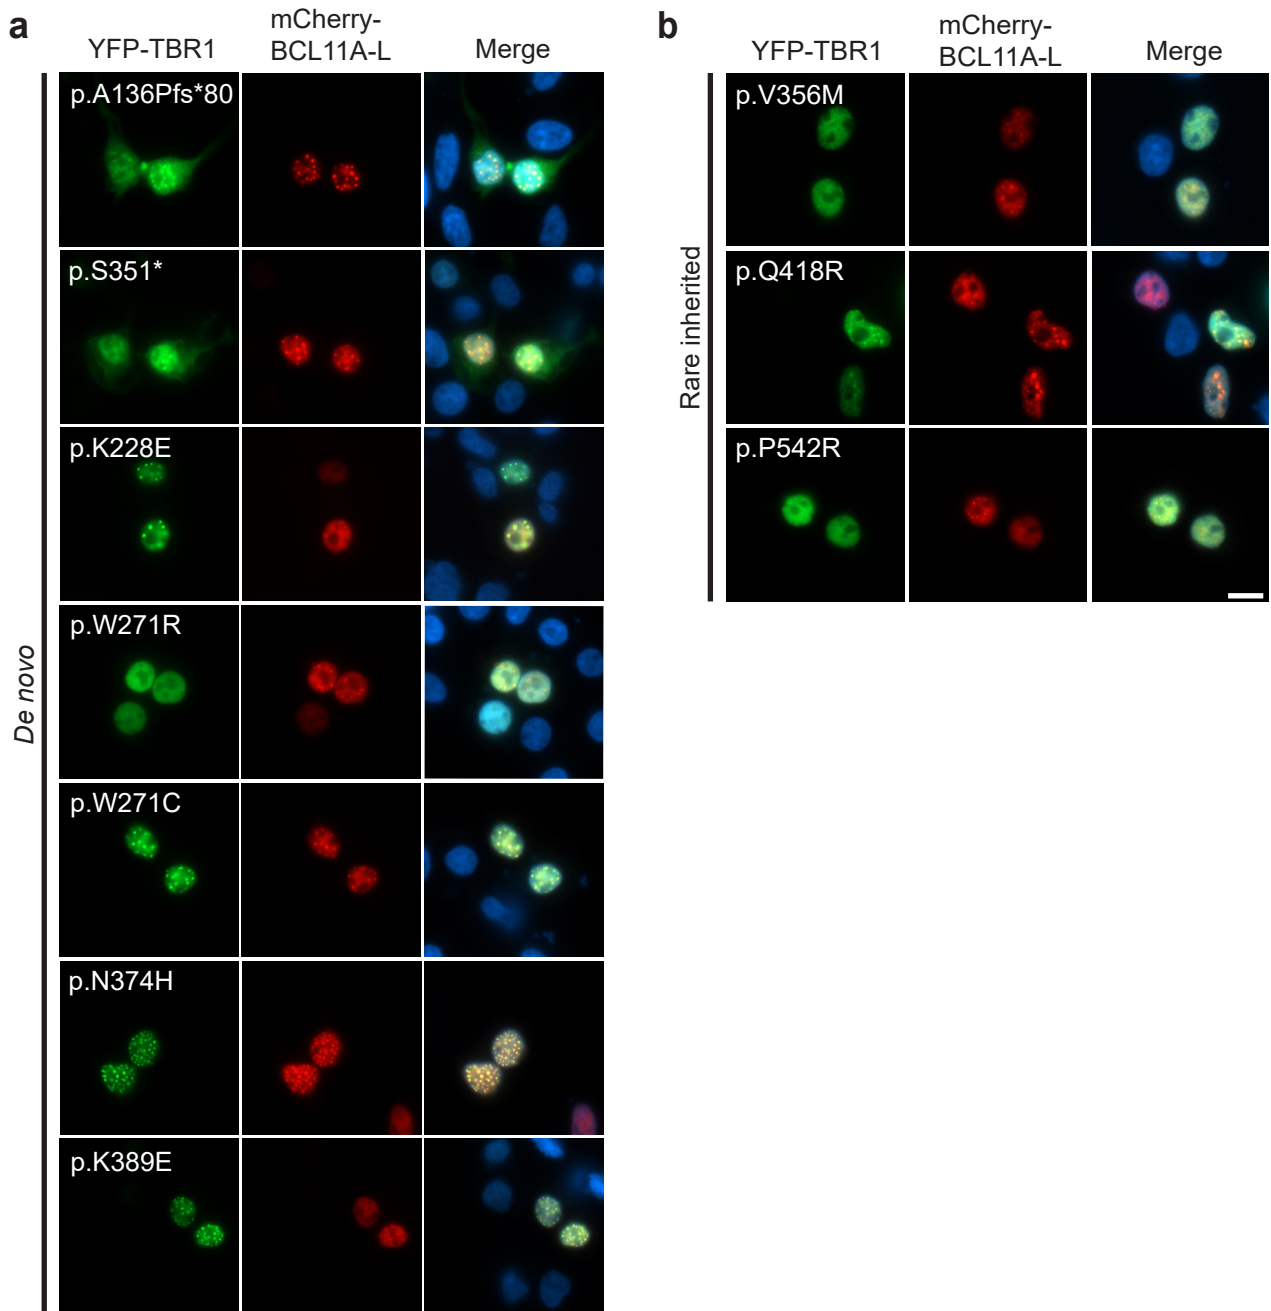 a
YFP-TBR1
mCherry-
BCL11A-L
Merge
De novo
p.A136Pfs*80
p.S351*
p.K228E
p.W271R
p.W271C
p.N374H
p.K389E
b
YFP-TBR1
mCherry-
BCL11A-L
Merge
Rare inherited
p.V356M
p.Q418R
p.P542R